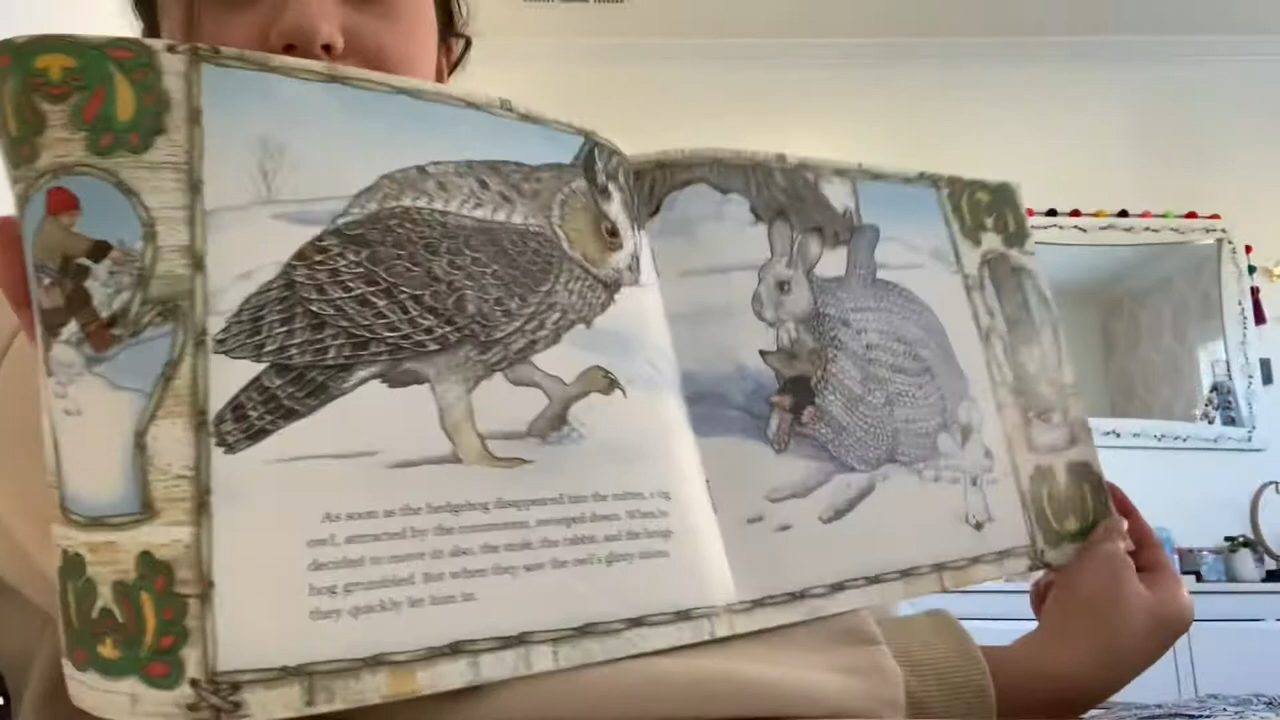 As soon as the hedgehog disappeared into the mitten, a big
owl, attracted by the commotion, swooped down. When he
decided to move in also, the mole, the rabbit, and the hedge-
hog grumbled. But when they saw the owl's glinty talons
they quickly let him in.